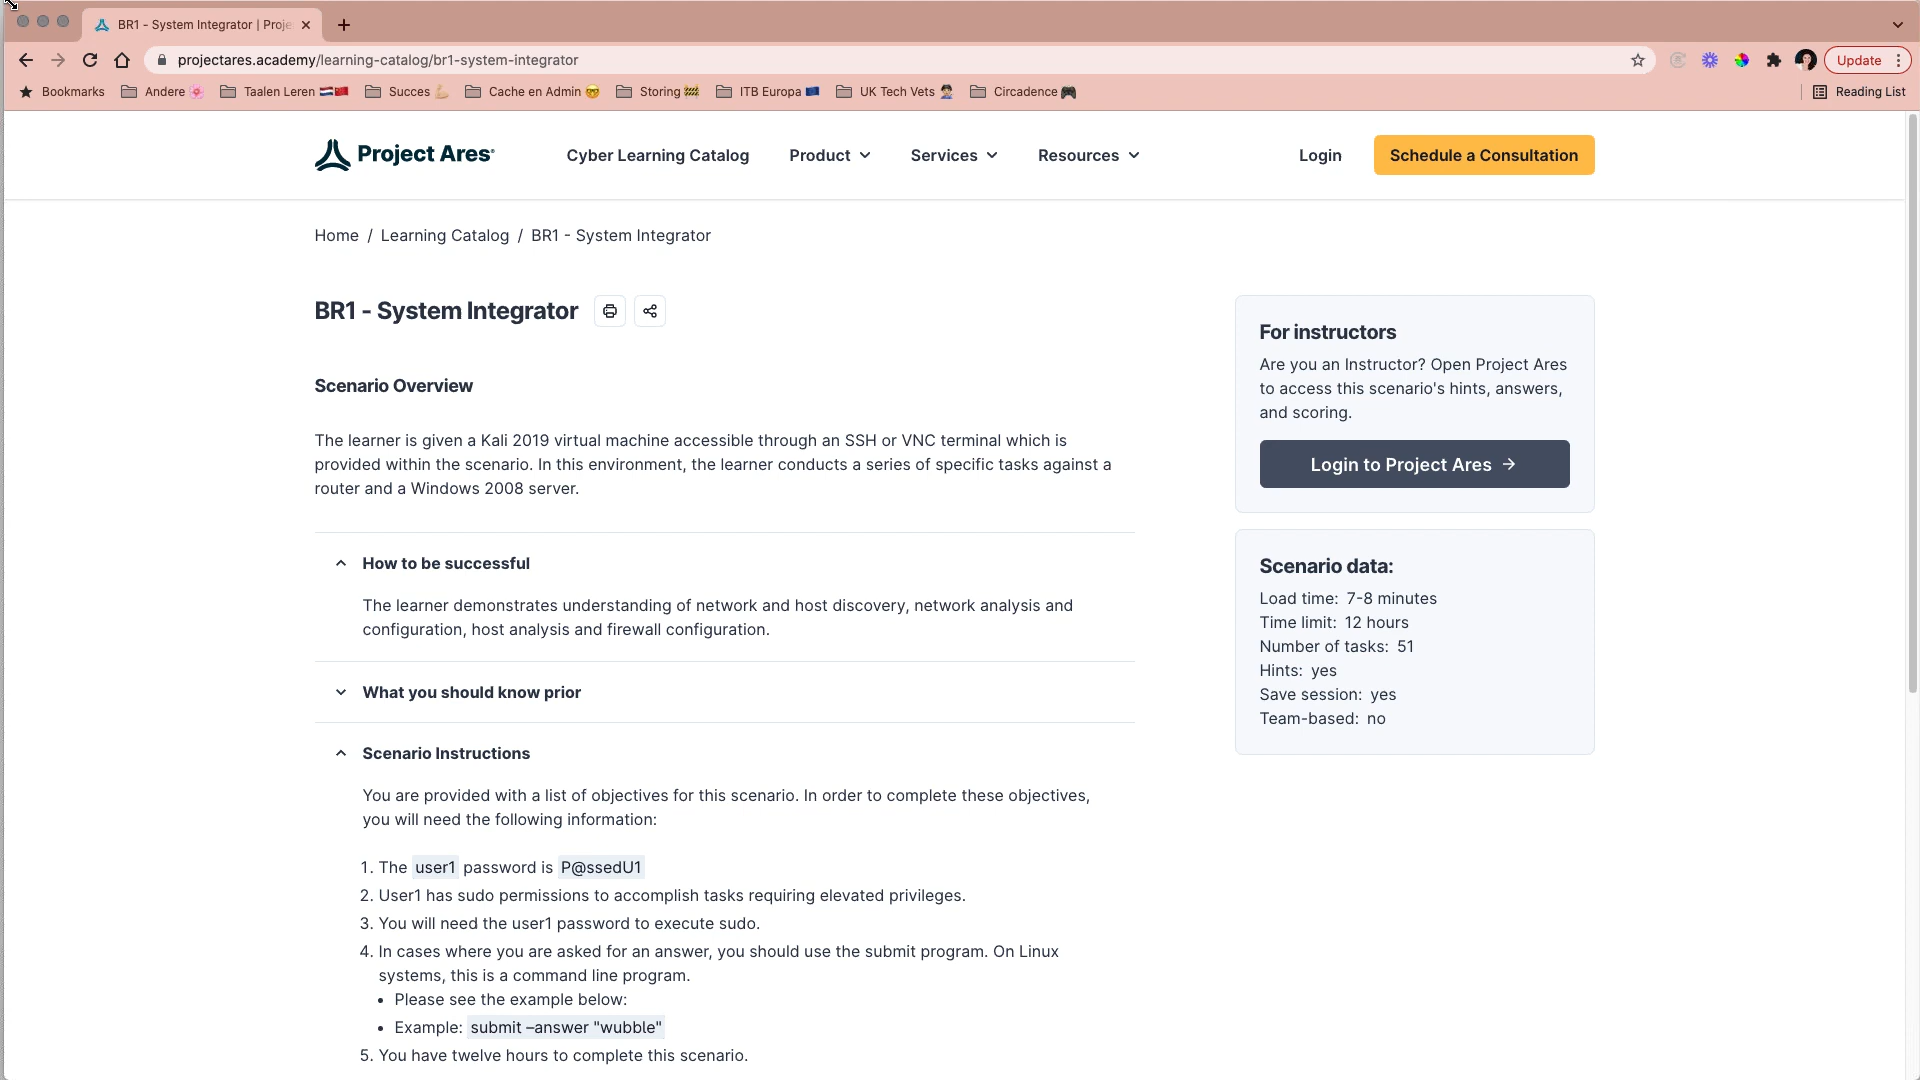 BR1 - System Integrator | Proje
projectares.academy/learning-catalog/br1-system-integrator
Update
Bookmarks
Andere
Taalen Leren
Succes
Cache en Admin
Storing
ITB Europa
UK Tech Vets
Circadence
Reading List
Project Ares
Cyber Learning Catalog
Product
Services
Resources
Login
Schedule a Consultation
Home / Learning Catalog / BR1 - System Integrator
BR1 - System Integrator
Scenario Overview
The learner is given a Kali 2019 virtual machine accessible through an SSH or VNC terminal which is
provided within the scenario. In this environment, the learner conducts a series of specific tasks against a
router and a Windows 2008 server.
How to be successful
The learner demonstrates understanding of network and host discovery, network analysis and
configuration, host analysis and firewall configuration.
What you should know prior
Scenario Instructions
You are provided with a list of objectives for this scenario. In order to complete these objectives,
you will need the following information:
1. The user1 password is P@ssedU1
2. User1 has sudo permissions to accomplish tasks requiring elevated privileges.
3. You will need the user1 password to execute sudo.
4. In cases where you are asked for an answer, you should use the submit program. On Linux
systems, this is a command line program.
• Please see the example below:
• Example: submit –answer "wubble"
5. You have twelve hours to complete this scenario.
For instructors
Are you an Instructor? Open Project Ares
to access this scenario's hints, answers,
and scoring.
Login to Project Ares →
Scenario data:
Load time: 7-8 minutes
Time limit: 12 hours
Number of tasks: 51
Hints: yes
Save session: yes
Team-based: no